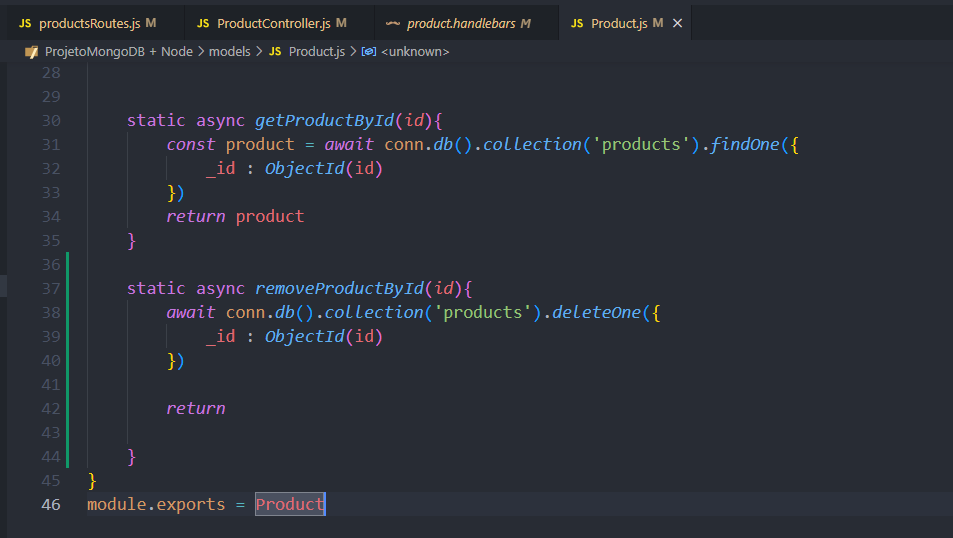 JS productsRoutes.js M JS ProductController.js M product.handlebars M JS Product.js M
ProjetoMongoDB + Node > models > JS Product.js > <unknown>
28
29
30 static async getProductById(id){
31 const product = await conn.db().collection('products').findOne({
32 _id : ObjectId(id)
33 })
34 return product
35 }
36
37 static async removeProductById(id){
38 await conn.db().collection('products').deleteOne({
39 _id : ObjectId(id)
40 })
41
42 return
43
44 }
45 }
46 module.exports = Product